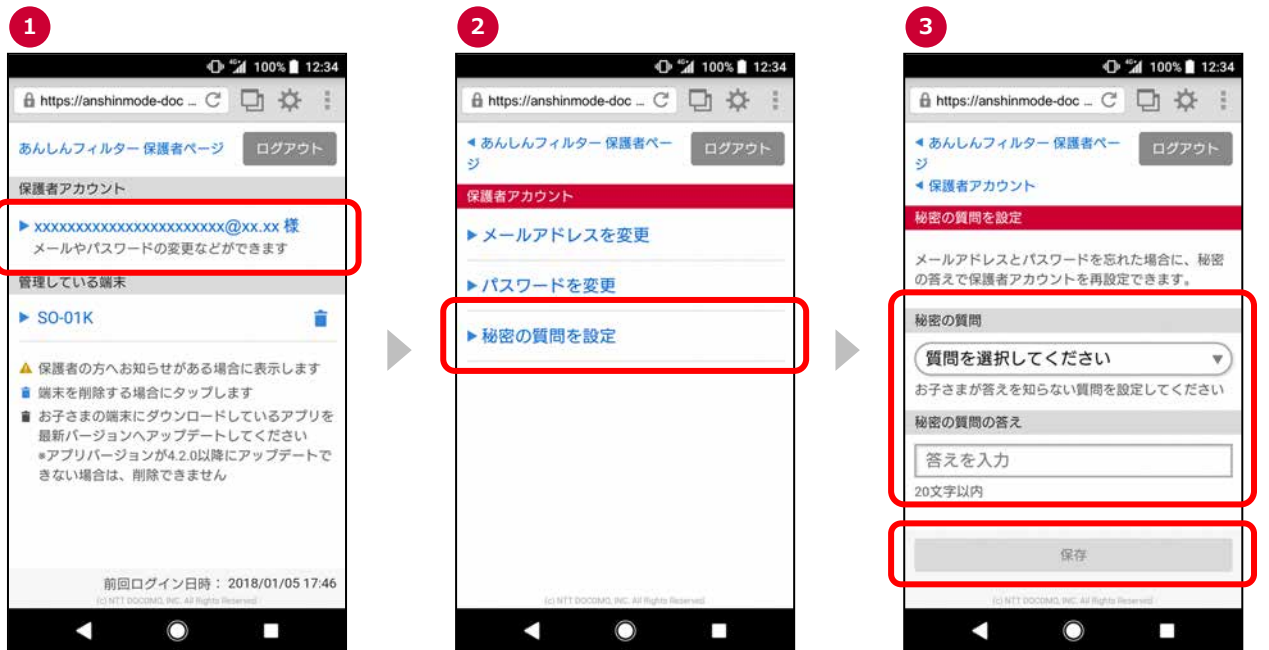 1
100% 12:34
https://anshinmode-doc ...
あんしんフィルター 保護者ページ
ログアウト
保護者アカウント
▶ xxxxxxxxxxxxxxxxxxxxxxx@xx.xx 様
メールやパスワードの変更などができます
管理している端末
▶ SO-01K
保護者の方へお知らせがある場合に表示します
端末を削除する場合にタップします
お子さまの端末にダウンロードしているアプリを
最新バージョンへアップデートしてください
※アプリバージョンが4.2.0以降にアップデートで
きない場合は、削除できません
前回ログイン日時： 2018/01/05 17:46
(c) NTT DOCOMO, INC. All Rights Reserved
2
100% 12:34
https://anshinmode-doc ...
◀ あんしんフィルター 保護者ペー
ジ
ログアウト
保護者アカウント
▶ メールアドレスを変更
▶ パスワードを変更
▶ 秘密の質問を設定
(c) NTT DOCOMO, INC. All Rights Reserved
3
100% 12:34
https://anshinmode-doc ...
◀ あんしんフィルター 保護者ペー
ジ
ログアウト
◀ 保護者アカウント
秘密の質問を設定
メールアドレスとパスワードを忘れた場合に、秘密
の答えで保護者アカウントを再設定できます。
秘密の質問
質問を選択してください ▼
お子さまが答えを知らない質問を設定してください
秘密の質問の答え
答えを入力
20文字以内
保存
(c) NTT DOCOMO, INC. All Rights Reserved